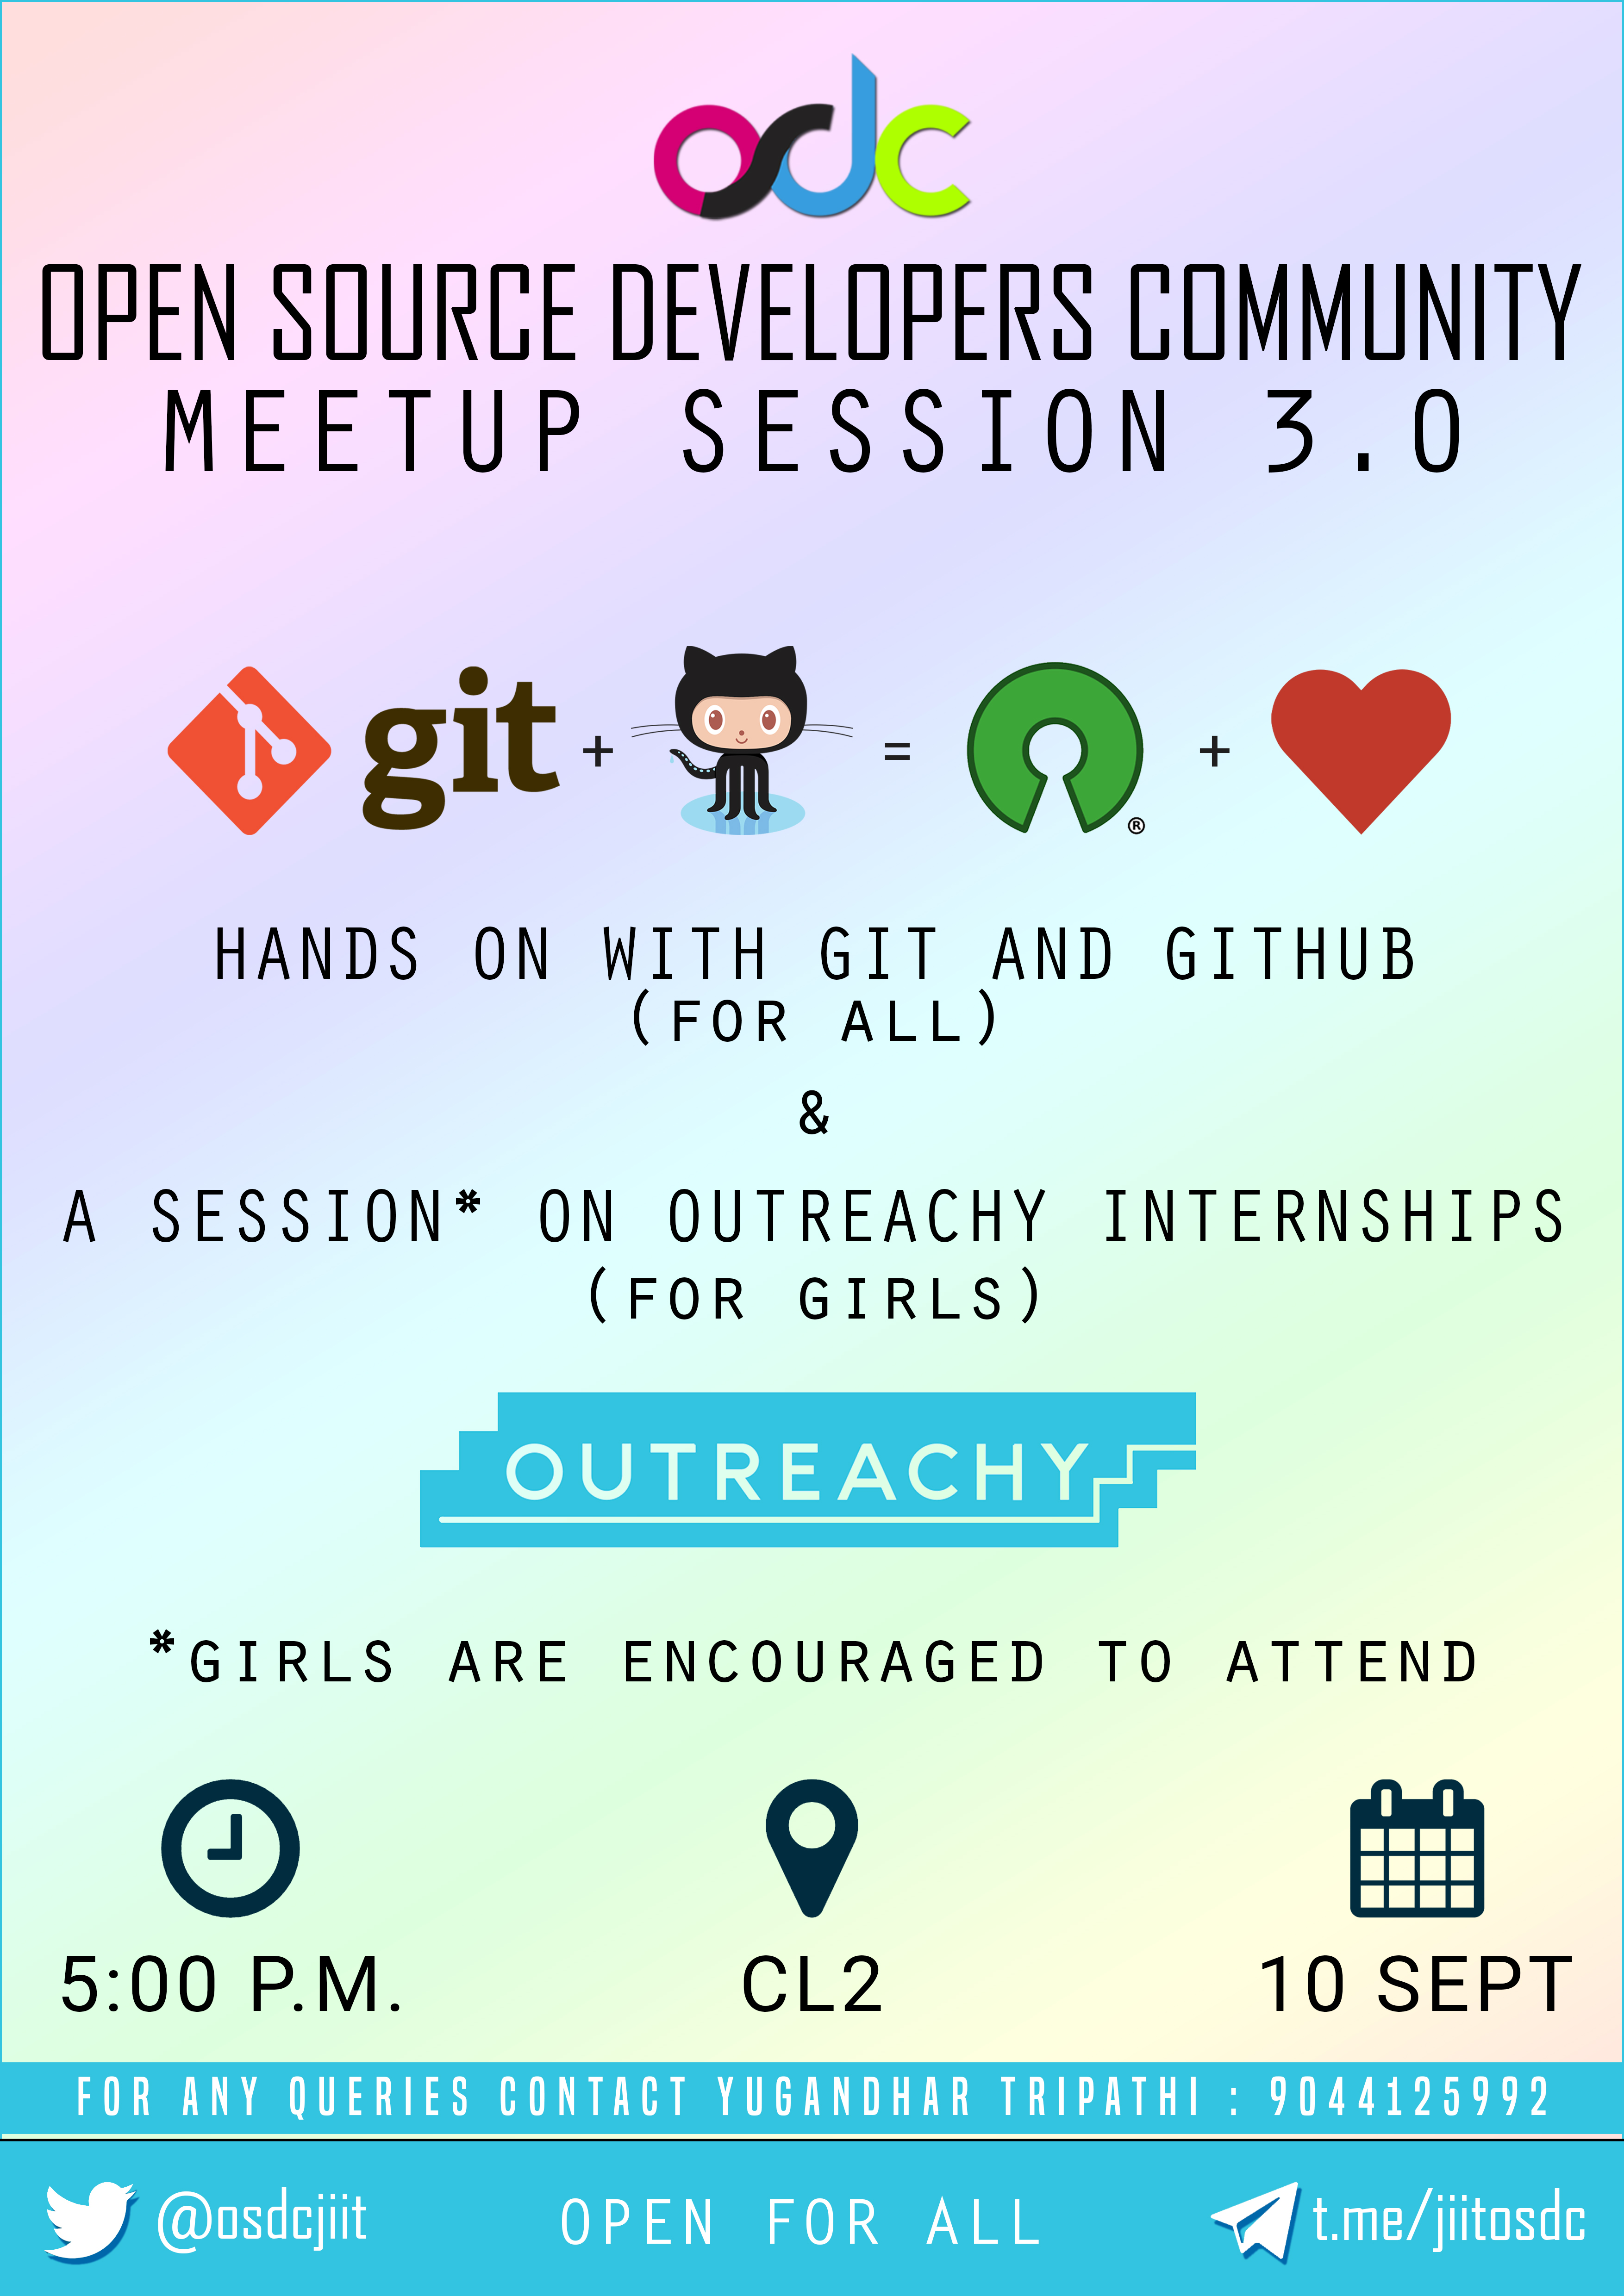 osdc
OPEN SOURCE DEVELOPERS COMMUNITY
MEETUP SESSION 3.0
git + = ® +
HANDS ON WITH GIT AND GITHUB
(FOR ALL)
&
A SESSION* ON OUTREACHY INTERNSHIPS
(FOR GIRLS)
OUTREACHY
*GIRLS ARE ENCOURAGED TO ATTEND
5:00 P.M. CL2 10 SEPT
FOR ANY QUERIES CONTACT YUGANDHAR TRIPATHI : 9044125992
@osdcjiit OPEN FOR ALL t.me/jiitosdc